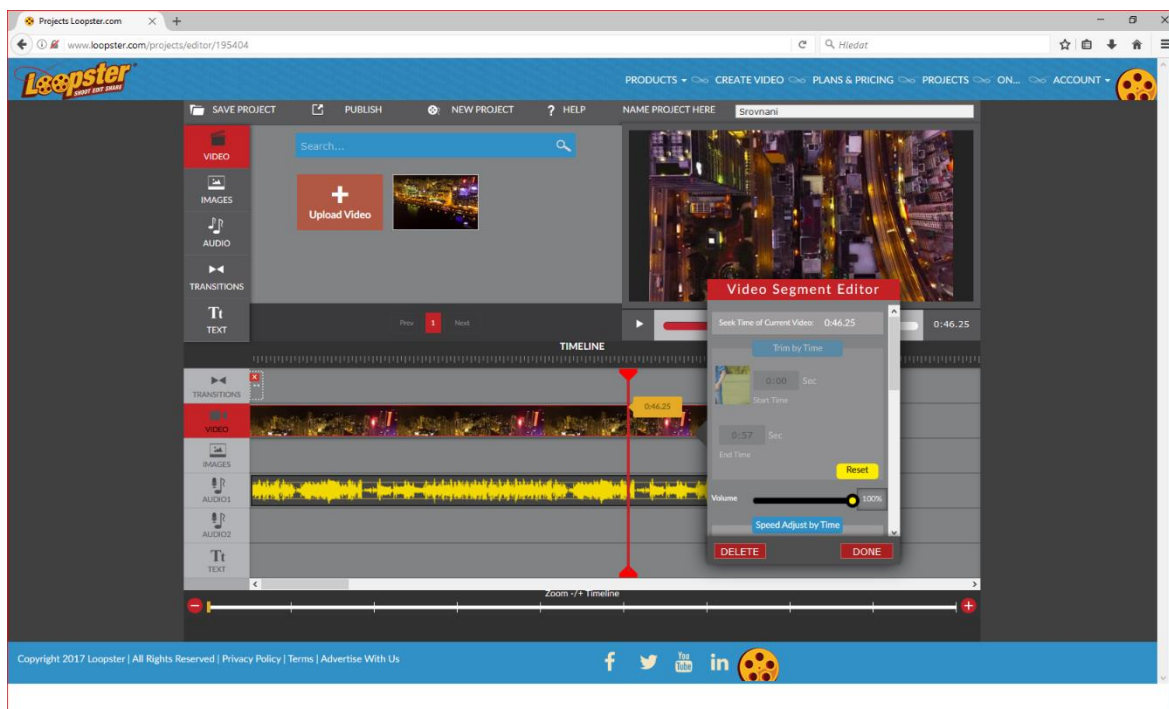 Projects Loopster.com
www.loopster.com/projects/editor/195404
Hledat
Loopster
SHOOT EDIT SHARE
PRODUCTS
CREATE VIDEO
PLANS & PRICING
PROJECTS
ON...
ACCOUNT
SAVE PROJECT
PUBLISH
NEW PROJECT
? HELP
NAME PROJECT HERE
Srovnani
VIDEO
IMAGES
AUDIO
TRANSITIONS
Tt
TEXT
Search...
+
Upload Video
Prev 1 Next
Video Segment Editor
Seek Time of Current Video: 0:46.25
0:46.25
Trim by Time
0:00 Sec
Start Time
0:57 Sec
End Time
Reset
Volume 100%
Speed Adjust by Time
DELETE DONE
TIMELINE
TRANSITIONS
VIDEO
0:46.25
IMAGES
AUDIO1
AUDIO2
Tt
TEXT
Zoom -/+ Timeline
Copyright 2017 Loopster | All Rights Reserved | Privacy Policy | Terms | Advertise With Us
f
You
Tube
in